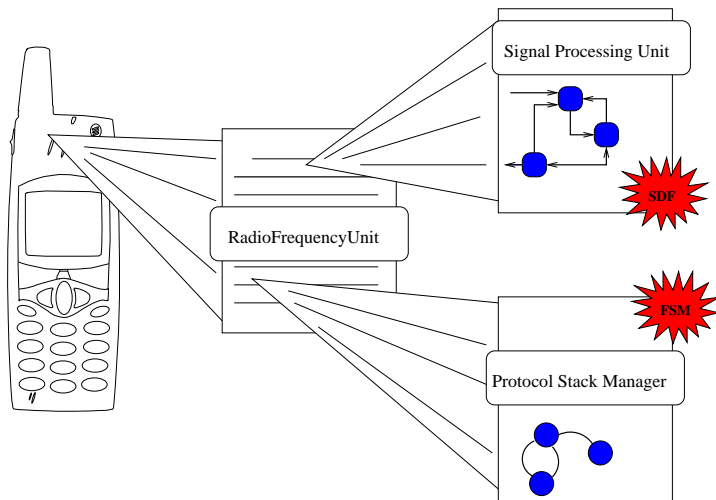 Signal Processing Unit
SDF
RadioFrequencyUnit
FSM
Protocol Stack Manager